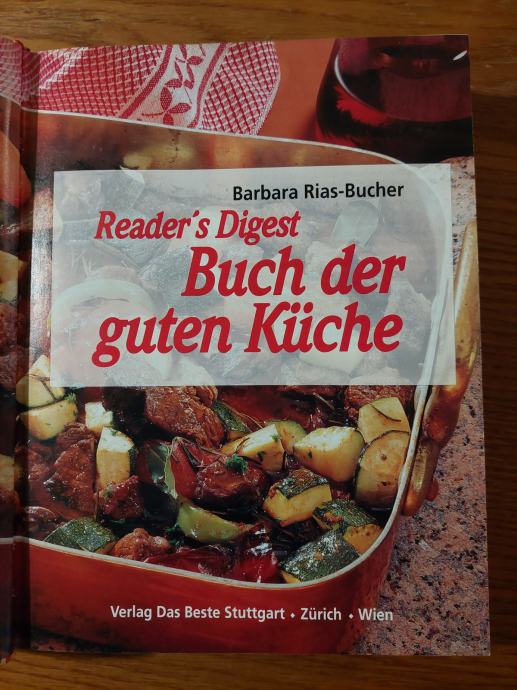 Barbara Rias-Bucher
Reader´s Digest
Buch der
guten Küche
Verlag Das Beste Stuttgart • Zürich • Wien